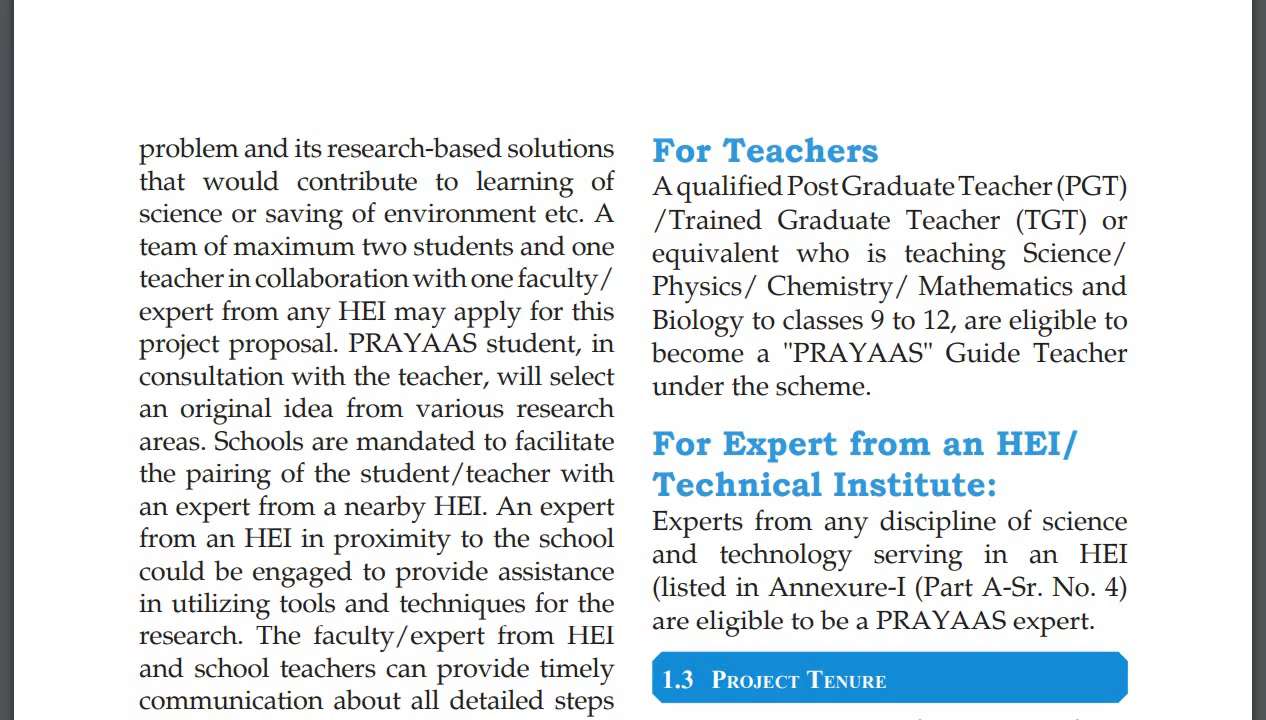 problem and its research-based solutions
that would contribute to learning of
science or saving of environment etc. A
team of maximum two students and one
teacher in collaboration with one faculty/
expert from any HEI may apply for this
project proposal. PRAYAAS student, in
consultation with the teacher, will select
an original idea from various research
areas. Schools are mandated to facilitate
the pairing of the student/teacher with
an expert from a nearby HEI. An expert
from an HEI in proximity to the school
could be engaged to provide assistance
in utilizing tools and techniques for the
research. The faculty/expert from HEI
and school teachers can provide timely
communication about all detailed steps
For Teachers
A qualified Post Graduate Teacher (PGT)
/Trained Graduate Teacher (TGT) or
equivalent who is teaching Science/
Physics/ Chemistry/ Mathematics and
Biology to classes 9 to 12, are eligible to
become a "PRAYAAS" Guide Teacher
under the scheme.
For Expert from an HEI/
Technical Institute:
Experts from any discipline of science
and technology serving in an HEI
(listed in Annexure-I (Part A-Sr. No. 4)
are eligible to be a PRAYAAS expert.
1.3 Project Tenure